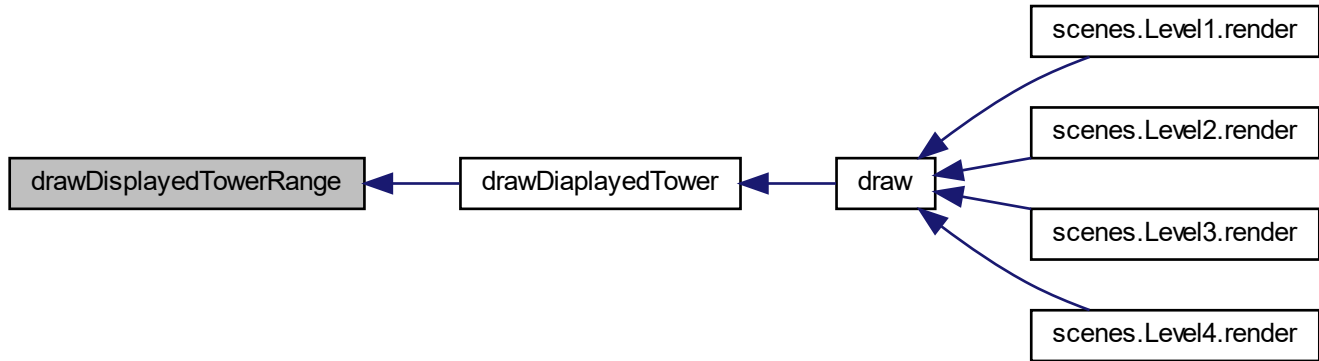 drawDisplayedTowerRange
drawDiaplayedTower
draw
scenes.Level1.render
scenes.Level2.render
scenes.Level3.render
scenes.Level4.render